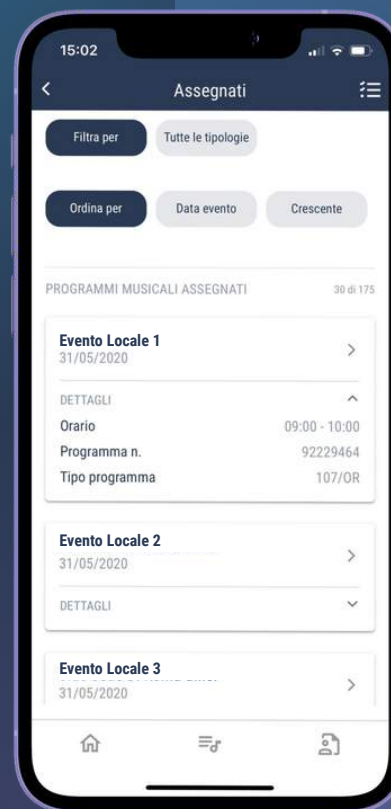 15:02
Assegnati
Filtra per Tutte le tipologie
Ordina per Data evento Crescente
PROGRAMMI MUSICALI ASSEGNATI 30 di 175
Evento Locale 1
31/05/2020
DETTAGLI
Orario 09:00 - 10:00
Programma n. 92229464
Tipo programma 107/OR
Evento Locale 2
31/05/2020
DETTAGLI
Evento Locale 3
31/05/2020